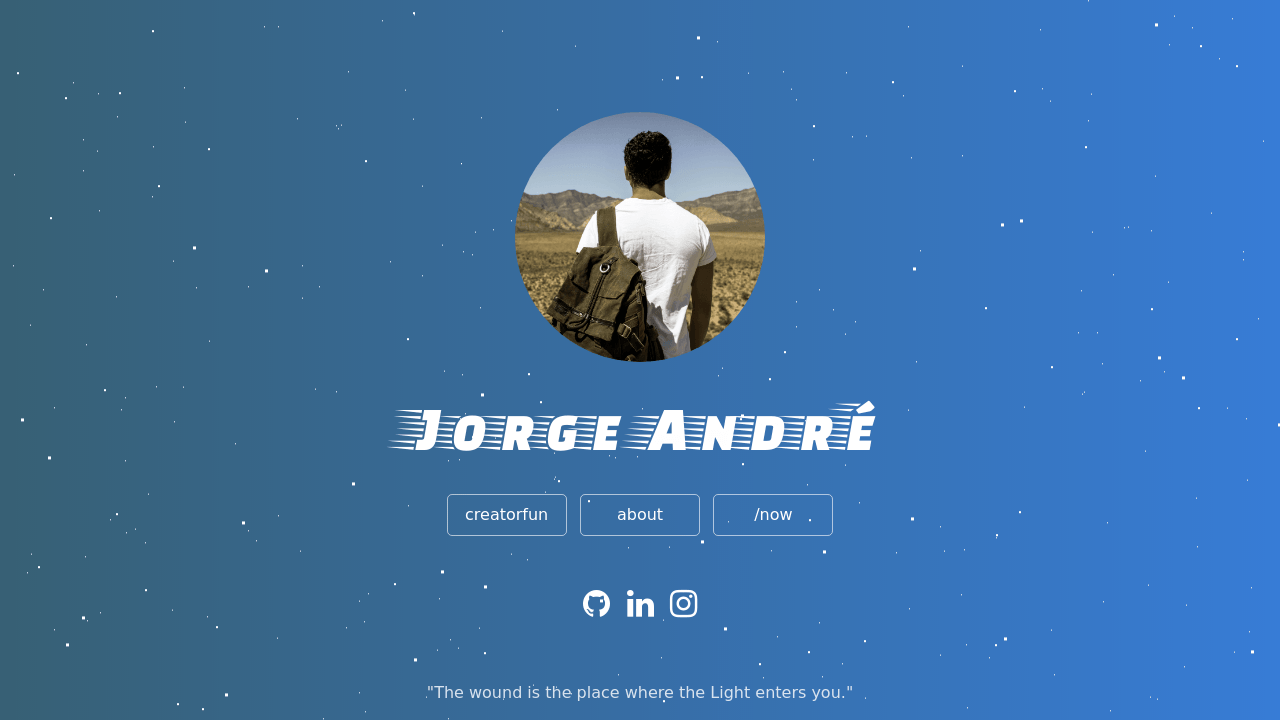 Jorge André
creatorfun
about
/now
"The wound is the place where the Light enters you."